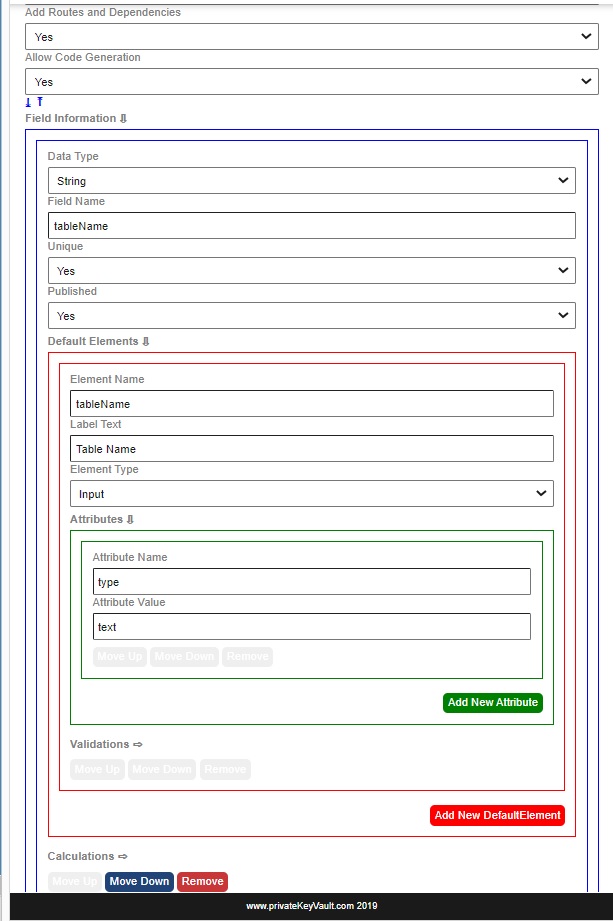 Add Routes and Dependencies
Yes
Allow Code Generation
Yes
Field Information ⇩
Data Type
String
Field Name
tableName
Unique
Yes
Published
Yes
Default Elements ⇩
Element Name
tableName
Label Text
Table Name
Element Type
Input
Attributes ⇩
Attribute Name
type
Attribute Value
text
Move Up Move Down Remove
Add New Attribute
Validations ⇨
Move Up Move Down Remove
Add New DefaultElement
Calculations ⇨
Move Up Move Down Remove
www.privateKeyVault.com 2019